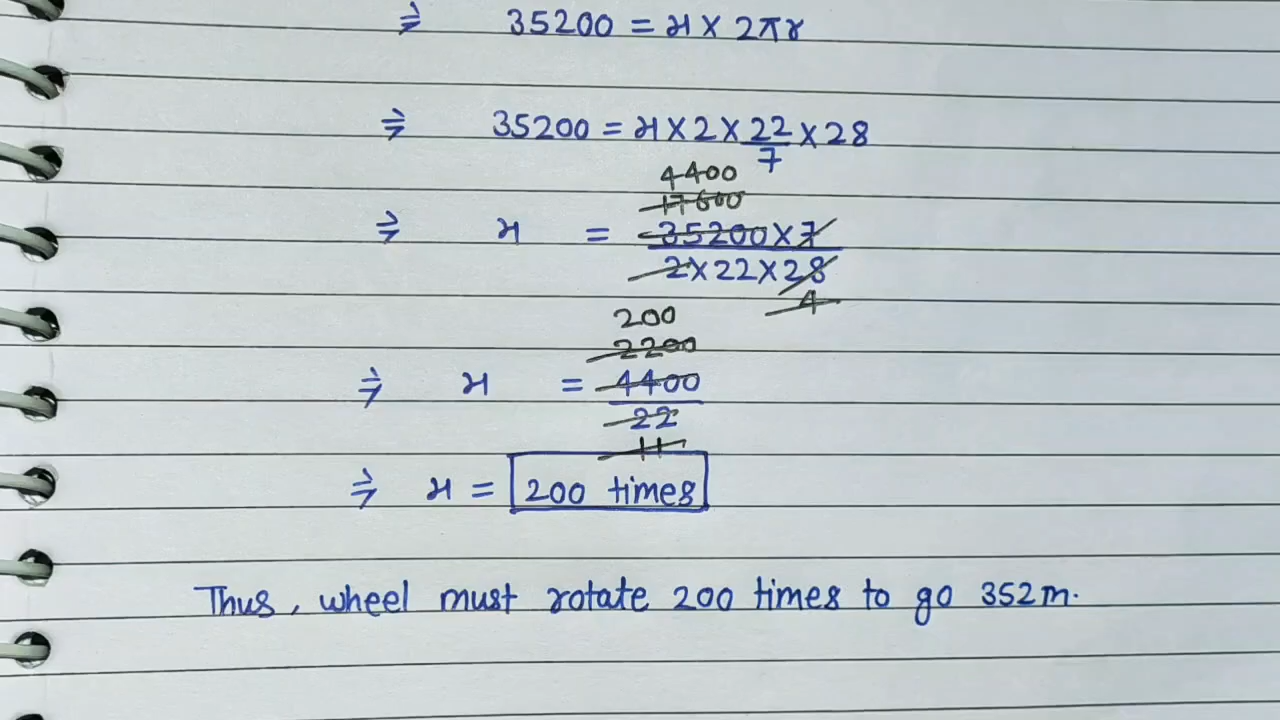 ⇒ 35200 = n × 2πr
⇒ 35200 = n × 2 × 22/7 × 28
4400
17600
⇒ n = 35200 × 7
2 × 22 × 28
4
200
2200
⇒ n = 4400
22
11
⇒ n = 200 times
Thus, wheel must rotate 200 times to go 352m.